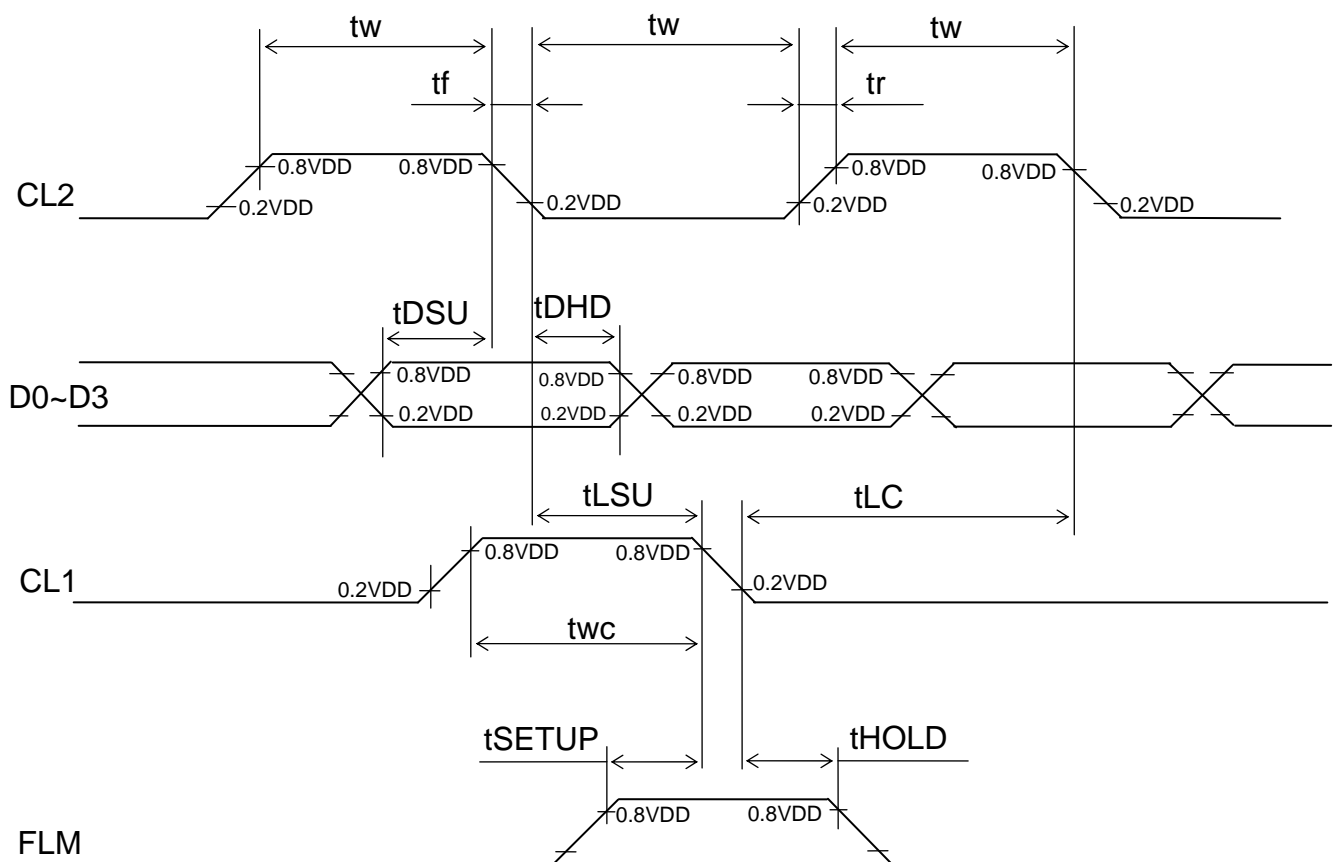 tw tw tw
tf tr
0.8VDD 0.8VDD 0.8VDD 0.8VDD
CL2 0.2VDD 0.2VDD 0.2VDD 0.2VDD
tDSU tDHD
0.8VDD 0.8VDD 0.8VDD 0.8VDD
D0~D3 0.2VDD 0.2VDD 0.2VDD 0.2VDD
tLSU tLC
0.8VDD 0.8VDD
CL1 0.2VDD 0.2VDD
twc
tSETUP tHOLD
0.8VDD 0.8VDD
FLM